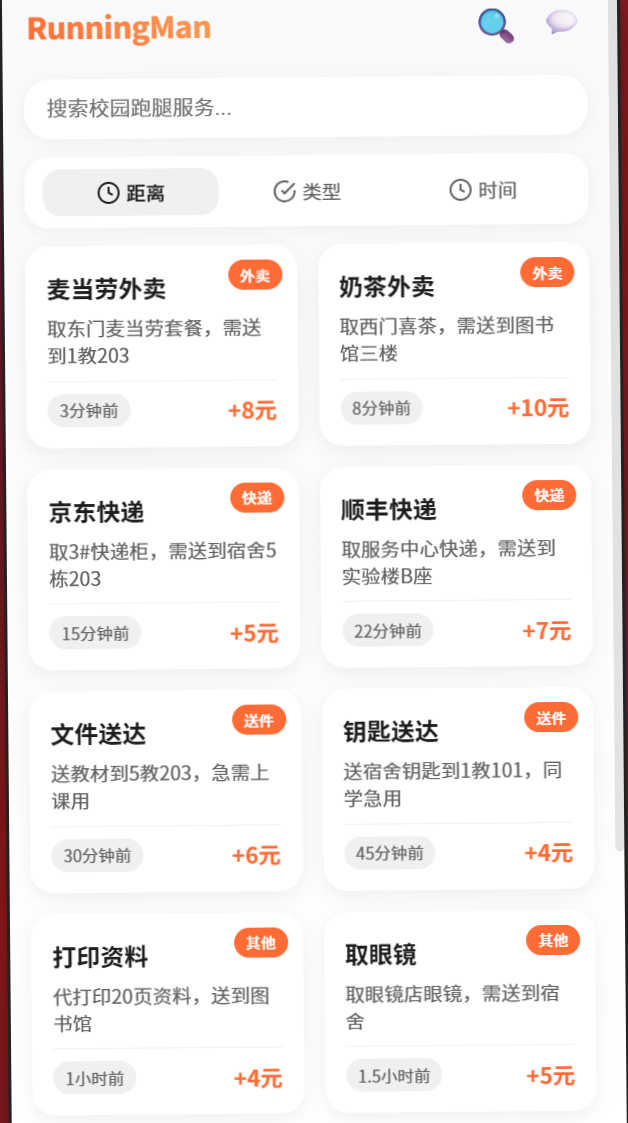 RunningMan
搜索校园跑腿服务...
距离 类型 时间
麦当劳外卖 外卖
取东门麦当劳套餐，需送
到1教203
3分钟前 +8元
奶茶外卖 外卖
取西门喜茶，需送到图书
馆三楼
8分钟前 +10元
京东快递 快递
取3#快递柜，需送到宿舍5
栋203
15分钟前 +5元
顺丰快递 快递
取服务中心快递，需送到
实验楼B座
22分钟前 +7元
文件送达 送件
送教材到5教203，急需上
课用
30分钟前 +6元
钥匙送达 送件
送宿舍钥匙到1教101，同
学急用
45分钟前 +4元
打印资料 其他
代打印20页资料，送到图
书馆
1小时前 +4元
取眼镜 其他
取眼镜店眼镜，需送到宿
舍
1.5小时前 +5元